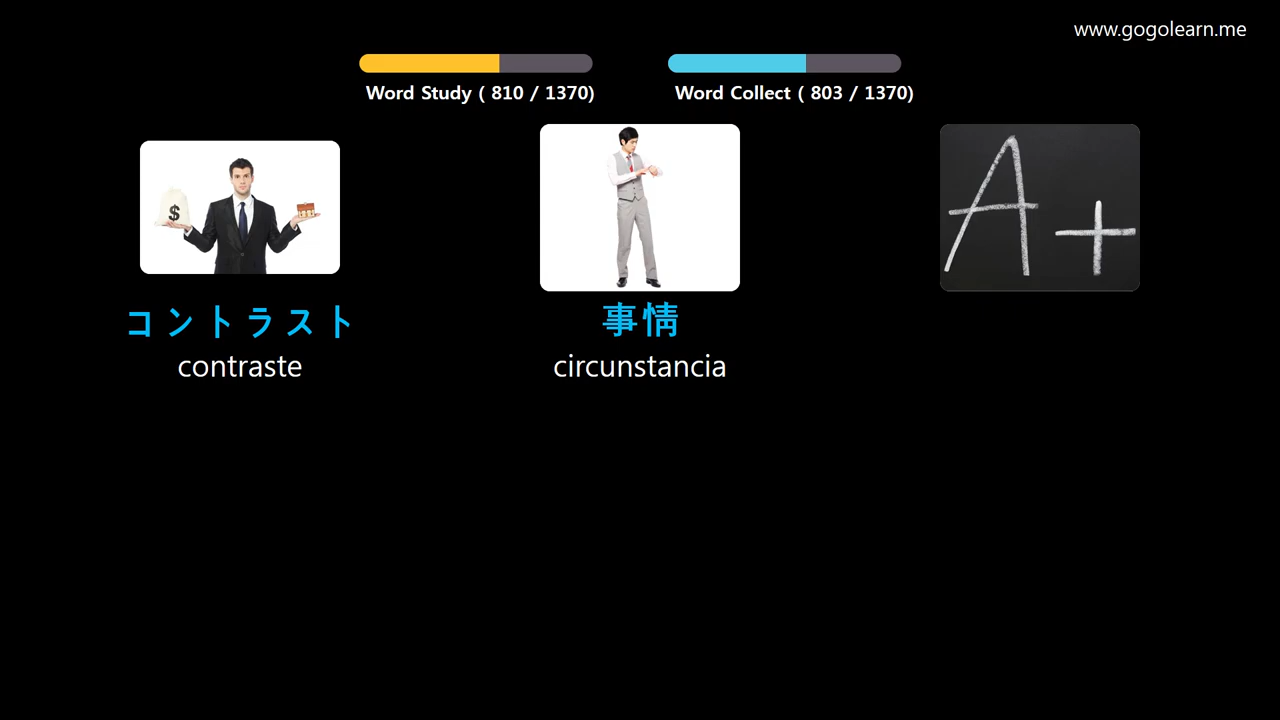 www.gogolearn.me
Word Study ( 810 / 1370)
Word Collect ( 803 / 1370)
$
A+
コントラスト
事情
contraste
circunstancia